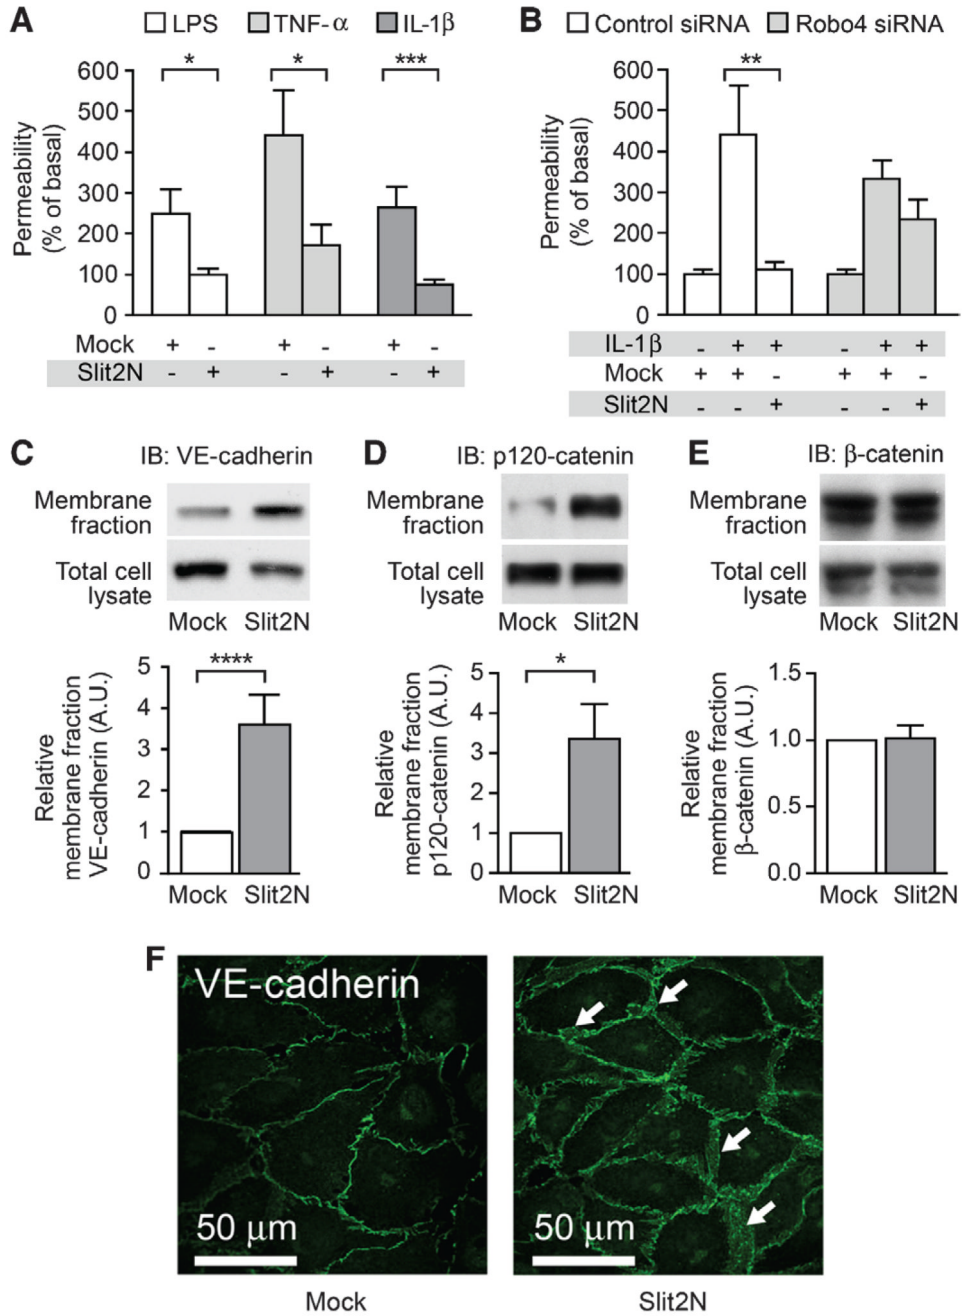 A
LPS TNF-α IL-1β
Permeability
(% of basal)
600
500
400
300
200
100
0
* * ***
Mock + - + - + -
Slit2N - + - + - +
B
Control siRNA Robo4 siRNA
Permeability
(% of basal)
600
500
400
300
200
100
0
**
IL-1β - + + - + +
Mock + + - + + -
Slit2N - - + - - +
C
IB: VE-cadherin
Membrane
fraction
Total cell
lysate
Mock Slit2N
Relative
membrane fraction
VE-cadherin (A.U.)
5
4
3
2
1
0
****
Mock Slit2N
D
IB: p120-catenin
Membrane
fraction
Total cell
lysate
Mock Slit2N
Relative
membrane fraction
p120-catenin (A.U.)
5
4
3
2
1
0
*
Mock Slit2N
E
IB: β-catenin
Membrane
fraction
Total cell
lysate
Mock Slit2N
Relative
membrane fraction
β-catenin (A.U.)
1.5
1.0
0.5
0.0
Mock Slit2N
F
VE-cadherin
50 μm
50 μm
Mock
Slit2N